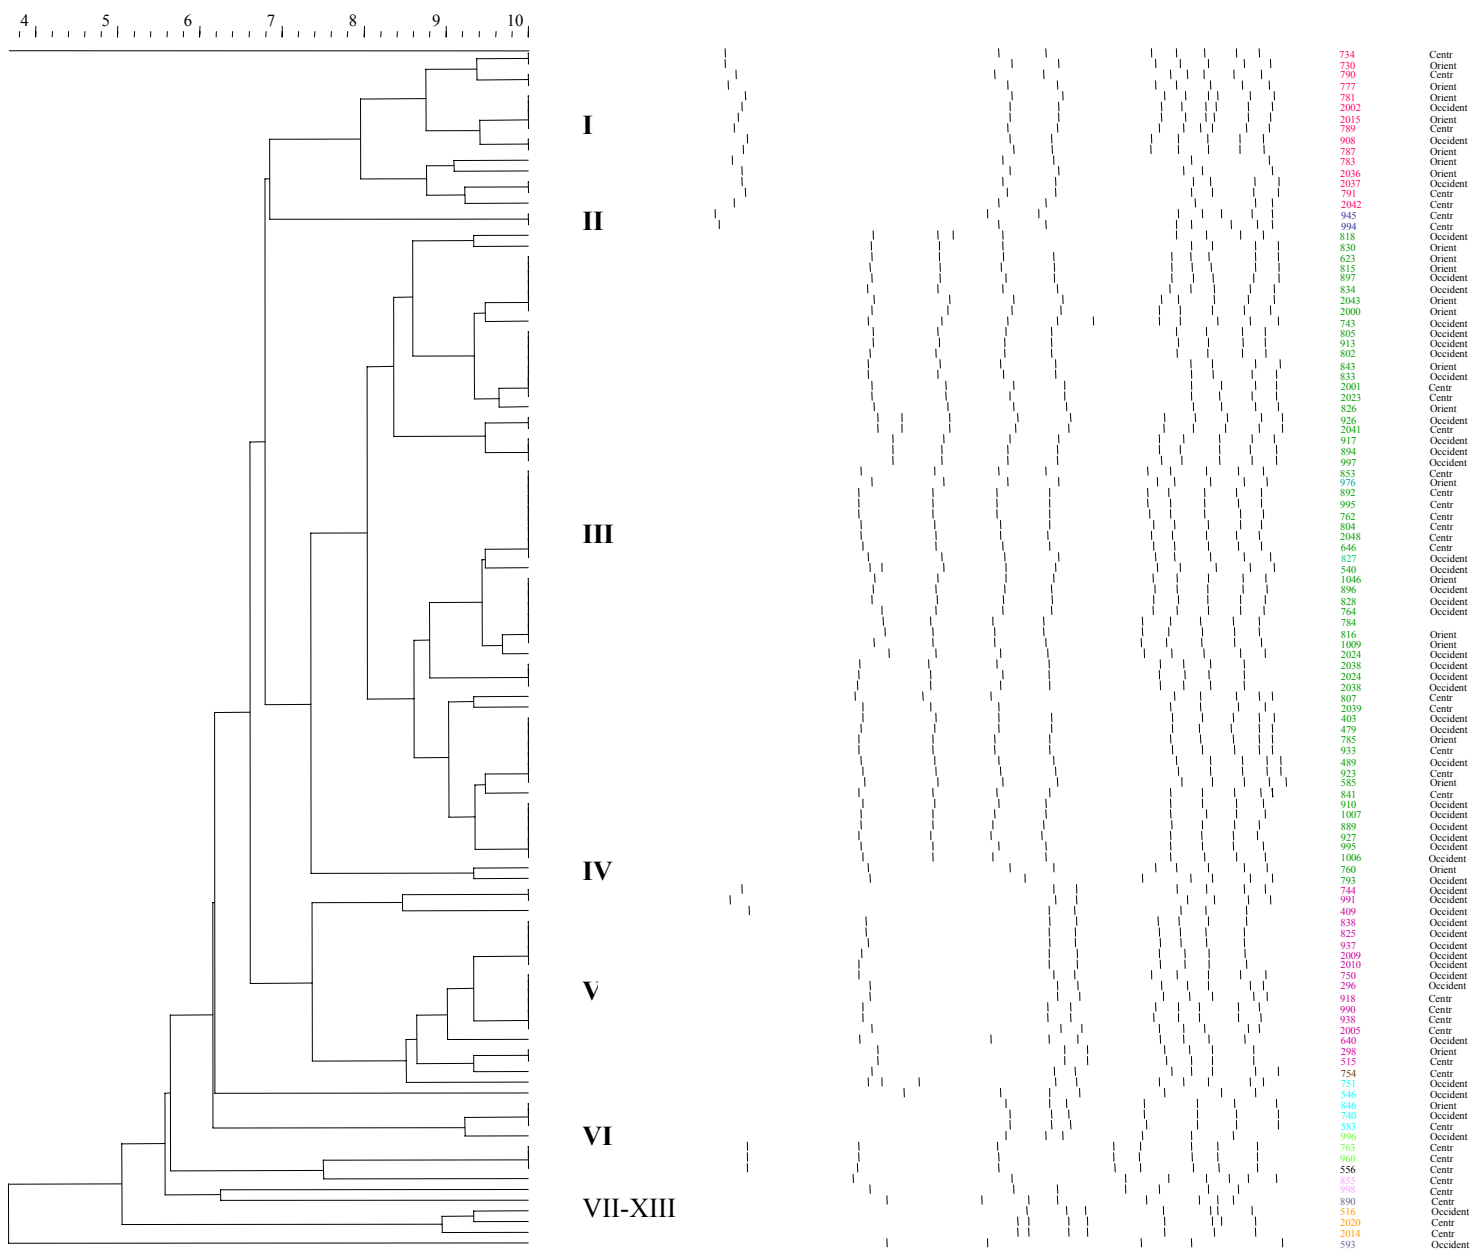 4 5 6 7 8 9 10
734 Centr
730 Orient
790 Centr
777 Orient
781 Orient
2002 Occident
I 2015 Orient
789 Centr
908 Occident
787 Orient
783 Orient
2036 Orient
2037 Occident
791 Centr
2042 Centr
II 945 Centr
994 Centr
818 Occident
830 Orient
623 Orient
815 Orient
897 Occident
834 Occident
2043 Orient
2000 Orient
743 Occident
805 Occident
913 Occident
802 Occident
843 Orient
833 Occident
2001 Centr
2023 Centr
826 Orient
926 Occident
2041 Centr
917 Occident
894 Occident
997 Occident
853 Centr
976 Orient
892 Centr
995 Centr
762 Centr
804 Centr
III 2048 Centr
646 Centr
827 Occident
540 Occident
1046 Orient
896 Occident
828 Occident
764 Occident
784
816 Orient
1009 Orient
2024 Occident
2038 Occident
2024 Occident
2038 Occident
807 Centr
2039 Centr
403 Occident
479 Occident
785 Orient
933 Centr
489 Occident
923 Centr
585 Orient
841 Centr
910 Occident
1007 Occident
889 Occident
927 Occident
995 Occident
1006 Occident
IV 760 Orient
793 Occident
744 Occident
991 Occident
409 Occident
838 Occident
825 Occident
937 Occident
2009 Occident
2010 Occident
750 Occident
V 296 Occident
918 Centr
990 Centr
938 Centr
2005 Centr
640 Occident
298 Orient
515 Centr
754 Centr
751 Occident
546 Occident
846 Orient
740 Occident
583 Centr
VI 996 Occident
763 Centr
960 Centr
556 Centr
855 Centr
998 Centr
VII-XIII 890 Centr
516 Occident
2020 Centr
2014 Centr
593 Occident